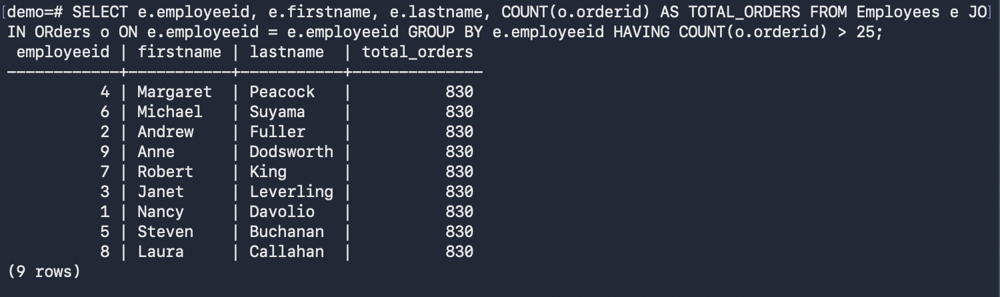 [demo=# SELECT e.employeeid, e.firstname, e.lastname, COUNT(o.orderid) AS TOTAL_ORDERS FROM Employees e JO]
IN ORders o ON e.employeeid = e.employeeid GROUP BY e.employeeid HAVING COUNT(o.orderid) > 25;
 employeeid | firstname | lastname  | total_orders
------------+-----------+-----------+--------------
          4 | Margaret  | Peacock   |          830
          6 | Michael   | Suyama    |          830
          2 | Andrew    | Fuller    |          830
          9 | Anne      | Dodsworth |          830
          7 | Robert    | King      |          830
          3 | Janet     | Leverling |          830
          1 | Nancy     | Davolio   |          830
          5 | Steven    | Buchanan  |          830
          8 | Laura     | Callahan  |          830
(9 rows)